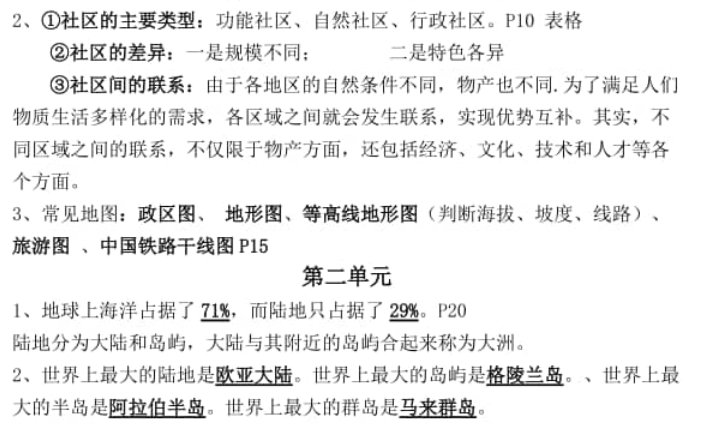 2、①社区的主要类型：功能社区、自然社区、行政社区。P10 表格
②社区的差异：一是规模不同； 二是特色各异
③社区间的联系：由于各地区的自然条件不同，物产也不同.为了满足人们
物质生活多样化的需求，各区域之间就会发生联系，实现优势互补。其实，不
同区域之间的联系，不仅限于物产方面，还包括经济、文化、技术和人才等各
个方面。
3、常见地图：政区图、 地形图、等高线地形图（判断海拔、坡度、线路）、
旅游图 、中国铁路干线图 P15
第二单元
1、地球上海洋占据了 71%，而陆地只占据了 29%。P20
陆地分为大陆和岛屿，大陆与其附近的岛屿合起来称为大洲。
2、世界上最大的陆地是欧亚大陆。世界上最大的岛屿是格陵兰岛。、世界上最
大的半岛是阿拉伯半岛。世界上最大的群岛是马来群岛。